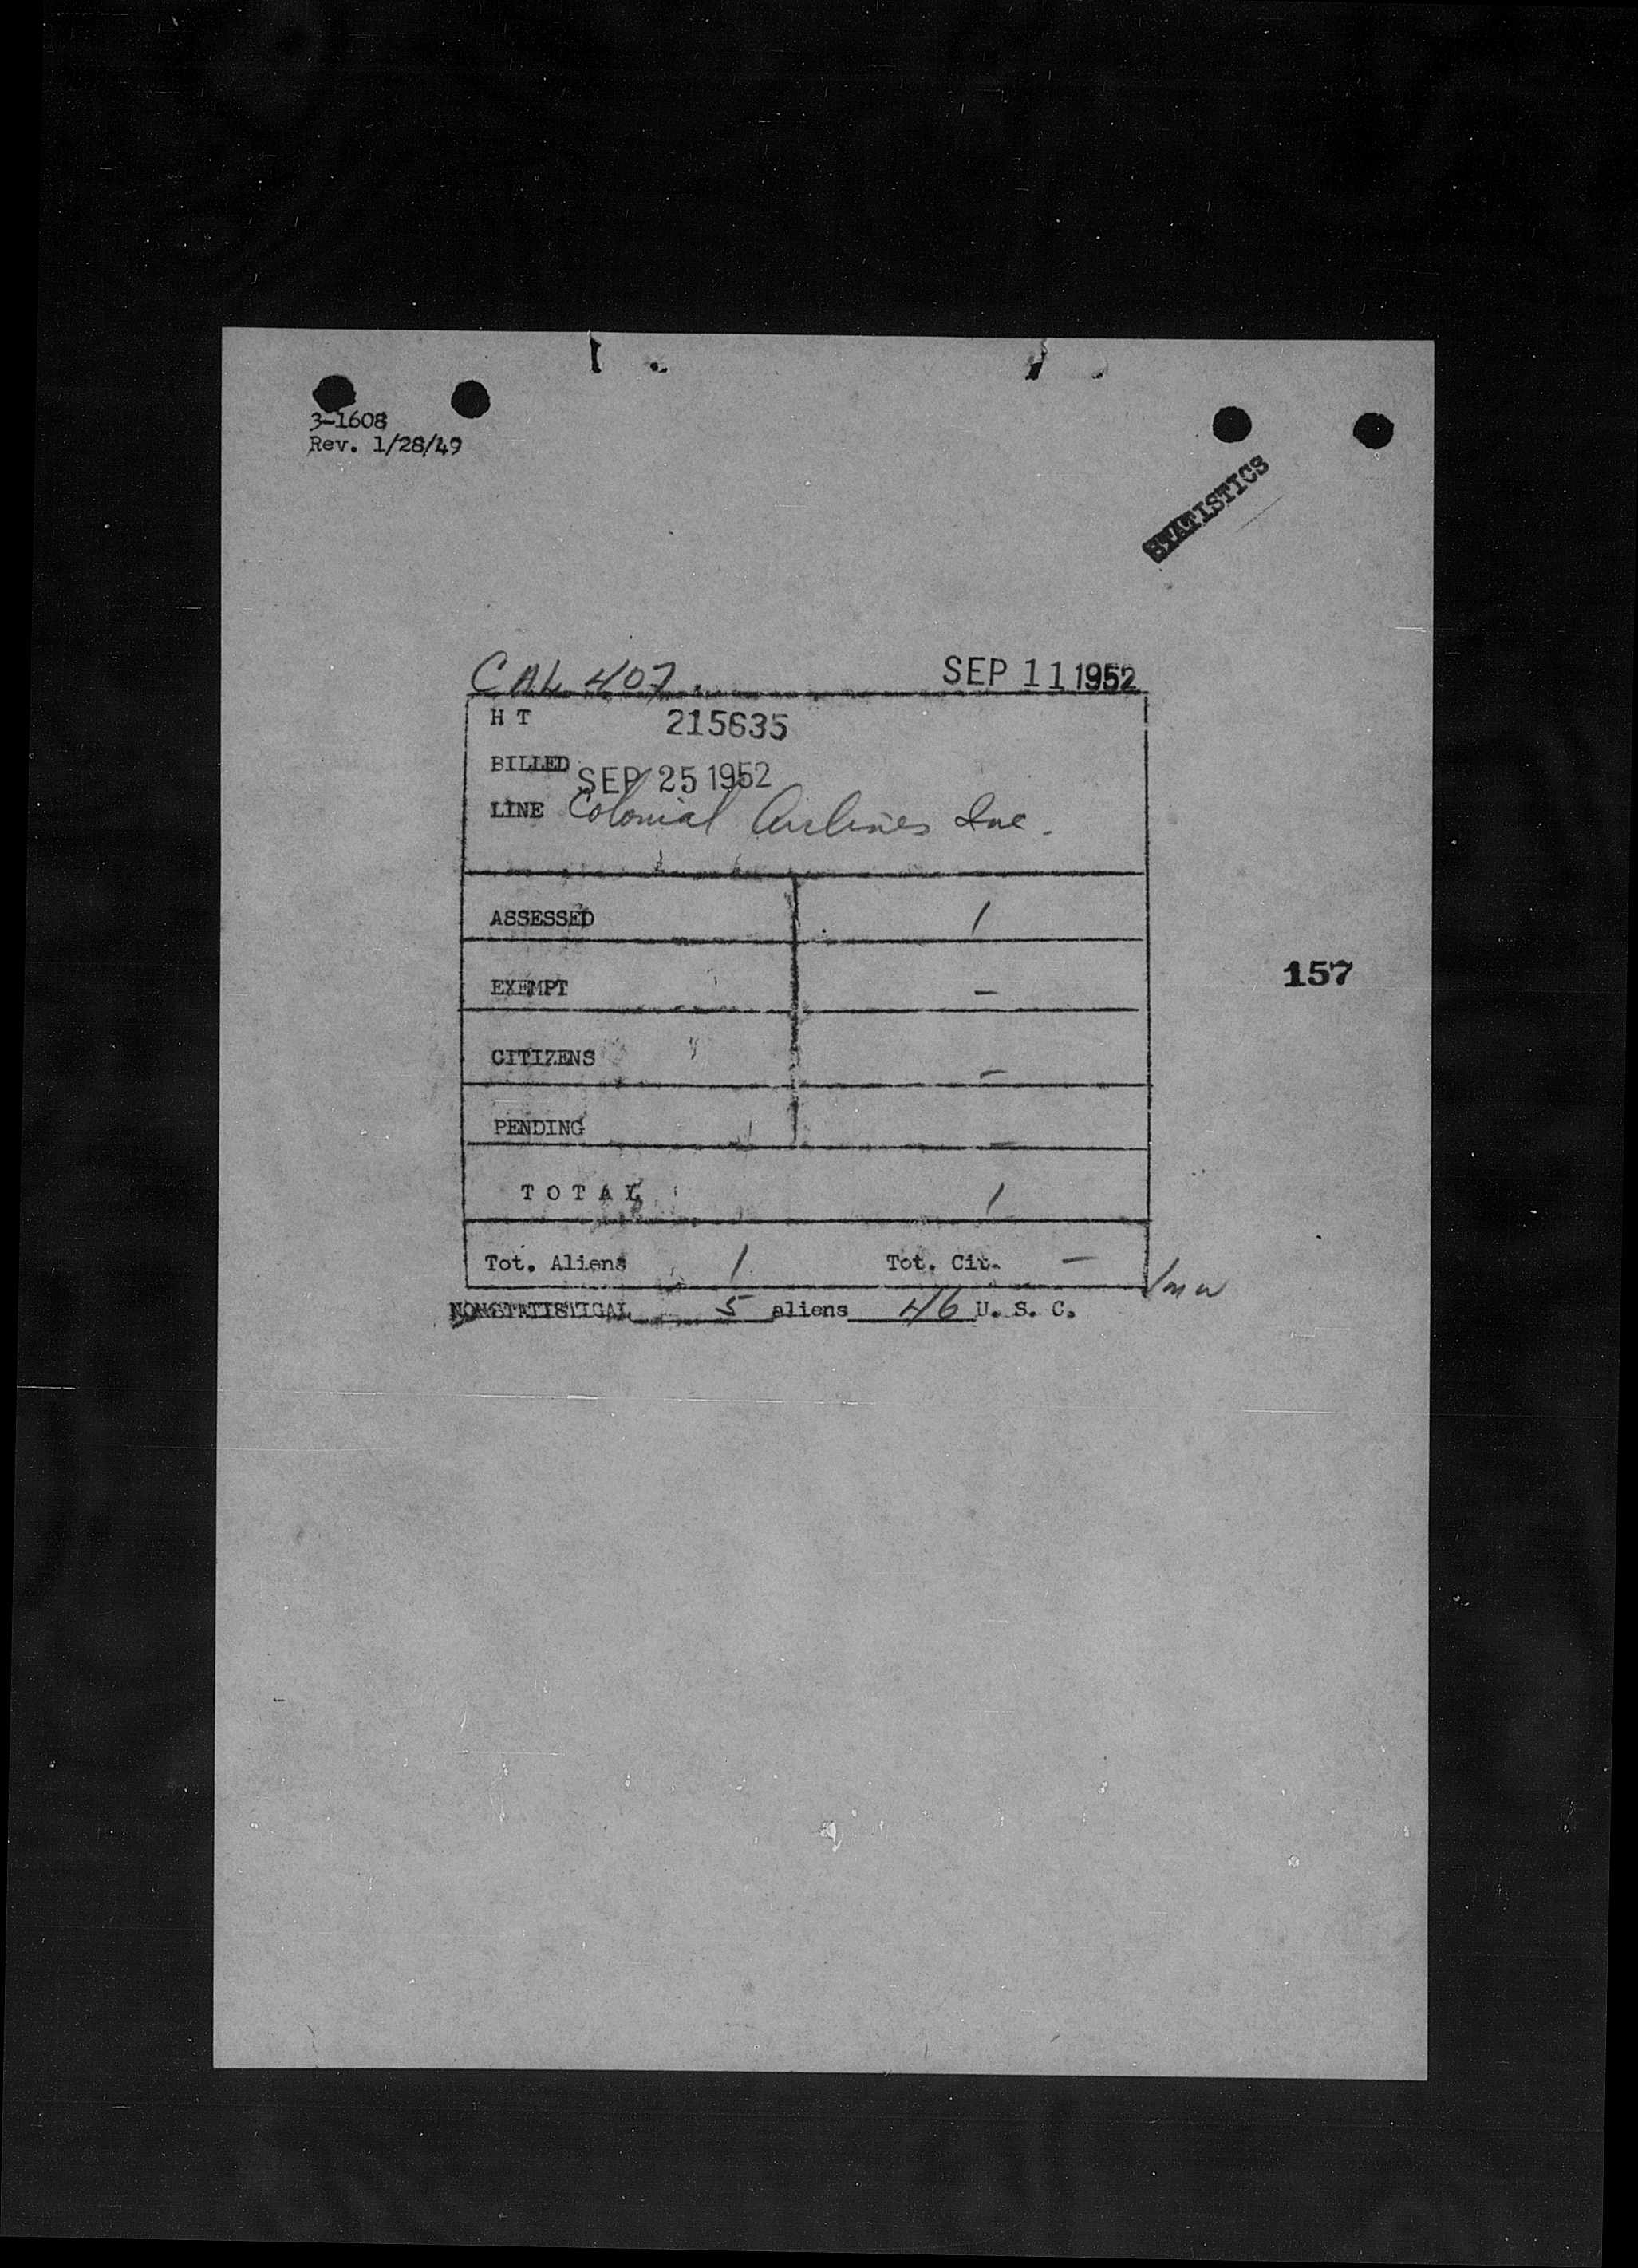 3-1608
Rev. 1/28/49
STATISTICS
CAL 407. SEP 11 1952
H T 215635
BILLED SEP 25 1952
LINE Colonial Airlines Inc.
ASSESSED 1
EXEMPT –
157
CITIZENS –
PENDING –
T O T A L 1
Tot. Aliens 1 Tot. Cit. –
NONSTATISTICAL 5 aliens 46 U. S. C.